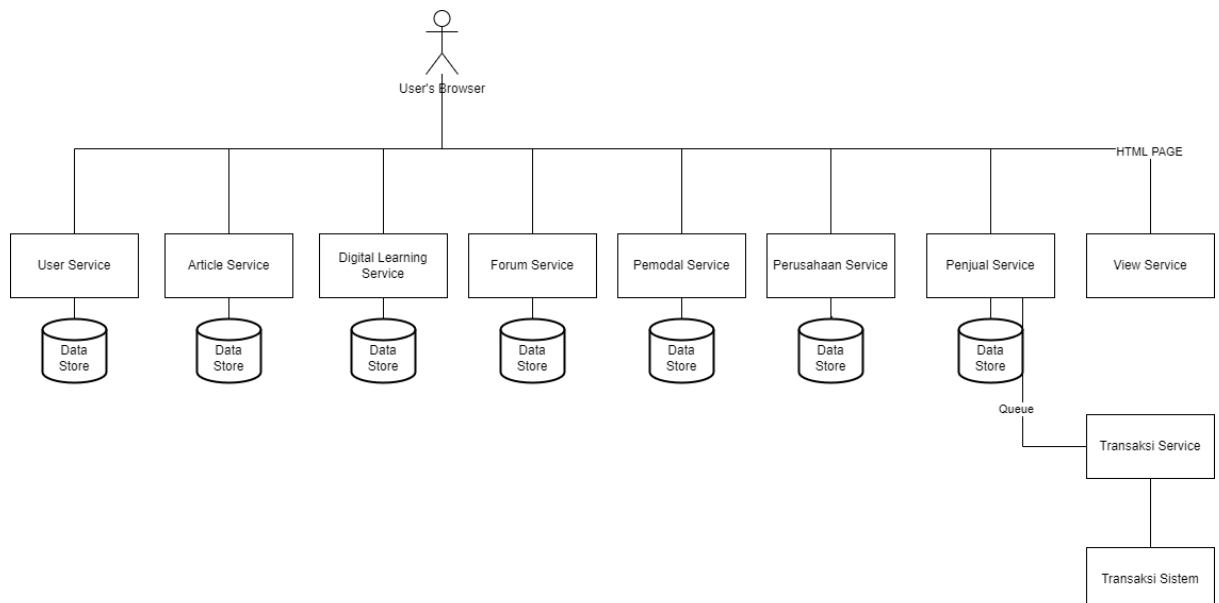 User's Browser
HTML PAGE
User Service
Article Service
Digital Learning
Service
Forum Service
Pemodal Service
Perusahaan Service
Penjual Service
View Service
Data
Store
Data
Store
Data
Store
Data
Store
Data
Store
Data
Store
Data
Store
Queue
Transaksi Service
Transaksi Sistem